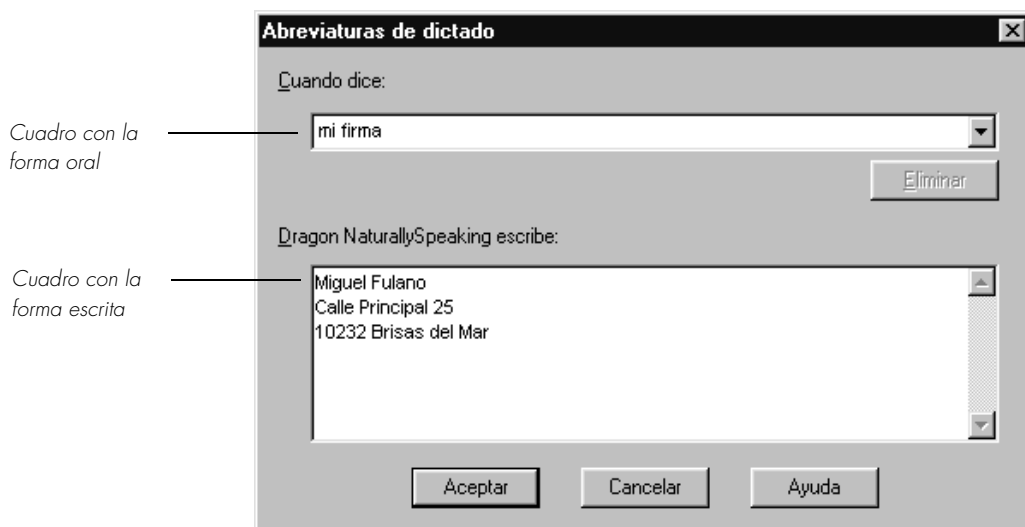 Abreviaturas de dictado
Cuando dice:
Cuadro con la
forma oral
mi firma
Eliminar
Dragon NaturallySpeaking escribe:
Cuadro con la
forma escrita
Miguel Fulano
Calle Principal 25
10232 Brisas del Mar
Aceptar
Cancelar
Ayuda